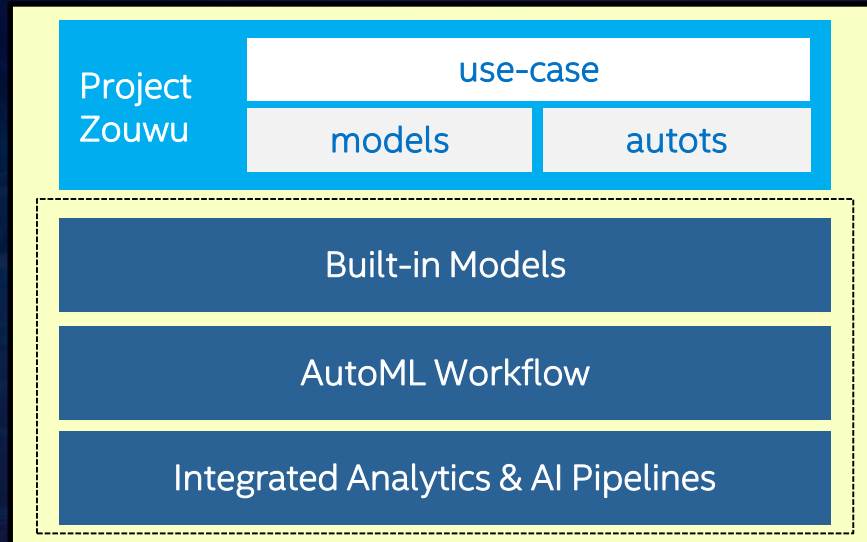 Project
Zouwu
use-case
models
autots
Built-in Models
AutoML Workflow
Integrated Analytics & AI Pipelines